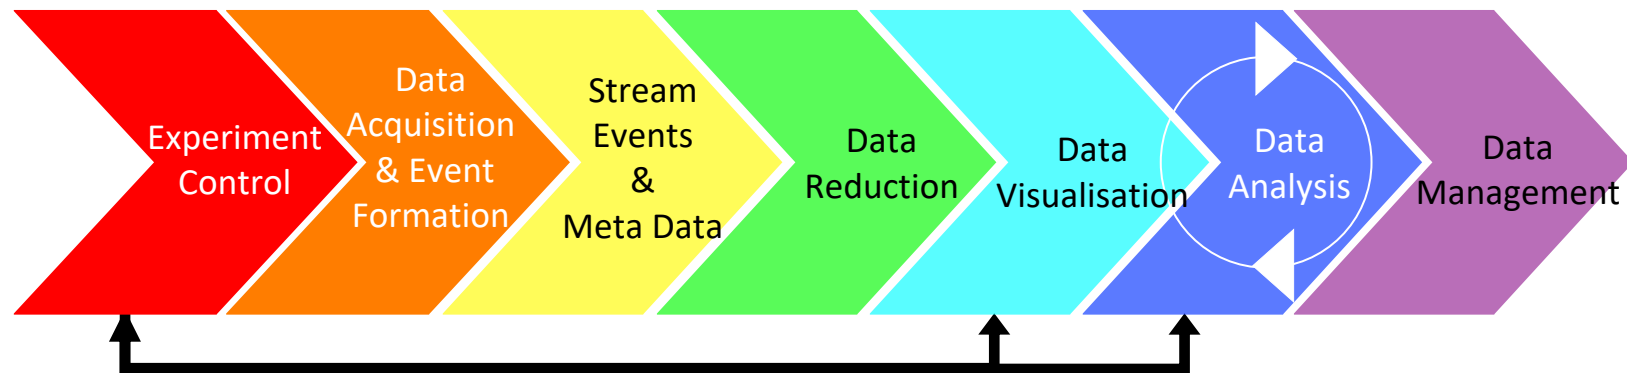 Experiment
Control
Data
Acquisition
& Event
Formation
Stream
Events
&
Meta Data
Data
Reduction
Data
Visualisation
Data
Analysis
Data
Management